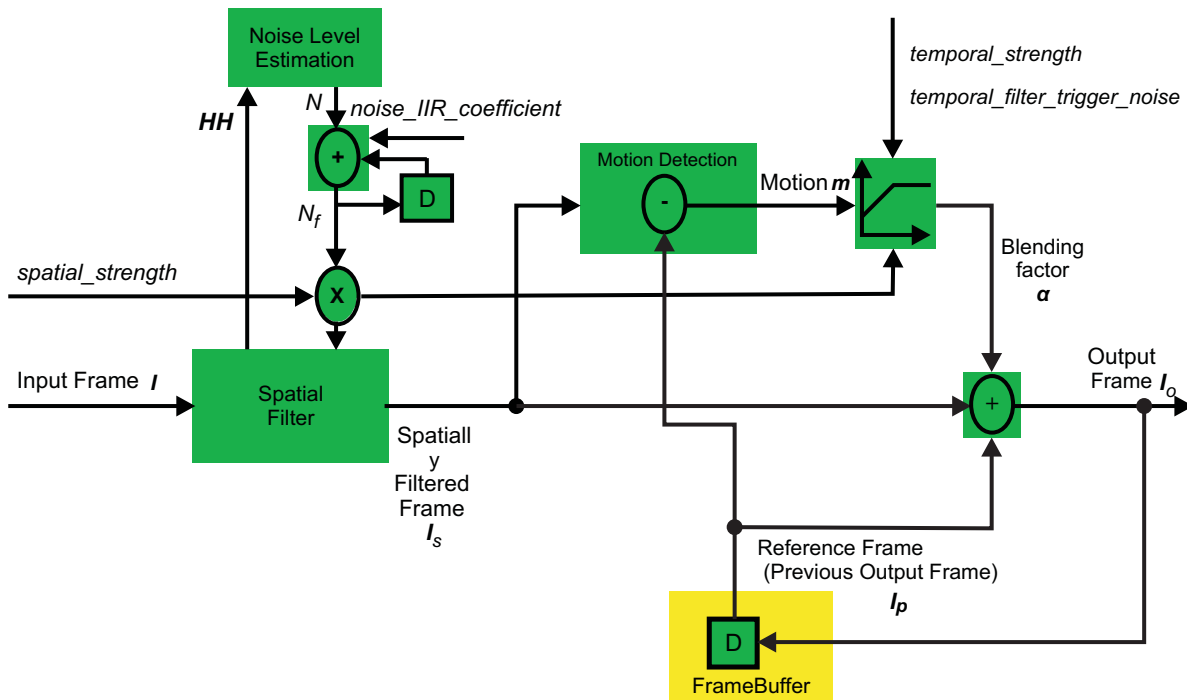 Noise Level
Estimation
N
noise_IIR_coefficient
HH
+
D
N_f
spatial_strength
X
Input Frame I
Spatial
Filter
Spatiall
y
Filtered
Frame
I_s
Motion Detection
-
Motion m
temporal_strength
temporal_filter_trigger_noise
Blending
factor
α
+
Output
Frame I_o
Reference Frame
(Previous Output Frame)
I_p
D
FrameBuffer